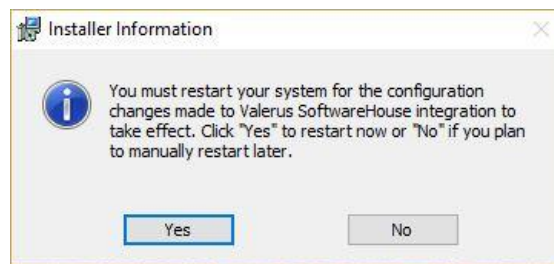 Installer Information
You must restart your system for the configuration
changes made to Valerus SoftwareHouse integration to
take effect. Click "Yes" to restart now or "No" if you plan
to manually restart later.
Yes
No